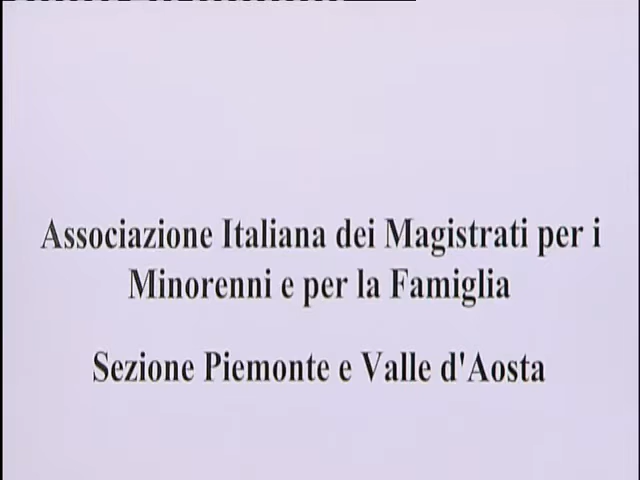 Associazione Italiana dei Magistrati per i
Minorenni e per la Famiglia
Sezione Piemonte e Valle d'Aosta